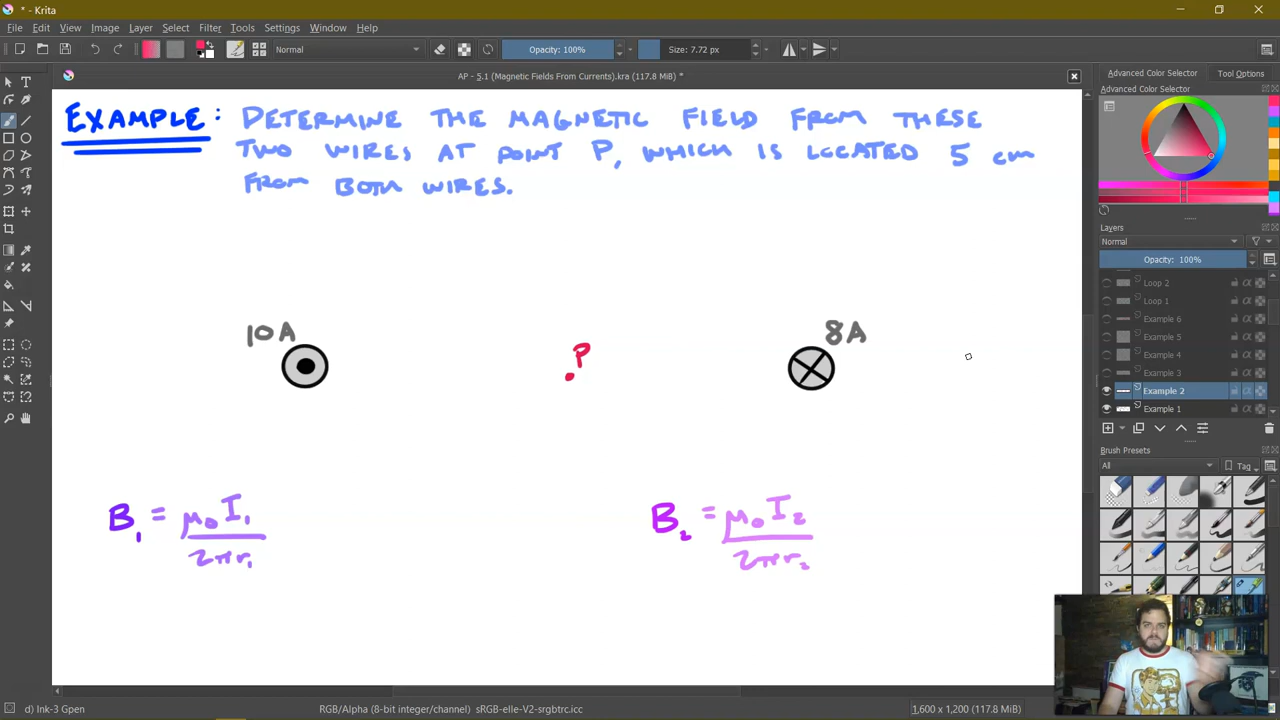 * - Krita
File Edit View Image Layer Select Filter Tools Settings Window Help
Normal Opacity: 100% Size: 7.72 px
AP - 5.1 (Magnetic Fields From Currents).kra (117.8 MiB) *
Advanced Color Selector Tool Options
Advanced Color Selector
EXAMPLE: DETERMINE THE MAGNETIC FIELD FROM THESE
TWO WIRES AT POINT P, WHICH IS LOCATED 5 cm
FROM BOTH WIRES.
10A
P
8A
B₁ = μ₀I₁
2πr₁
B₂ = μ₀I₂
2πr₂
Layers
Normal
Opacity: 100%
Loop 2
Loop 1
Example 6
Example 5
Example 4
Example 3
Example 2
Example 1
Brush Presets
All Tag
d) Ink-3 Gpen RGB/Alpha (8-bit integer/channel) sRGB-elle-V2-srgbtrc.icc 1,600 x 1,200 (117.8 MiB)